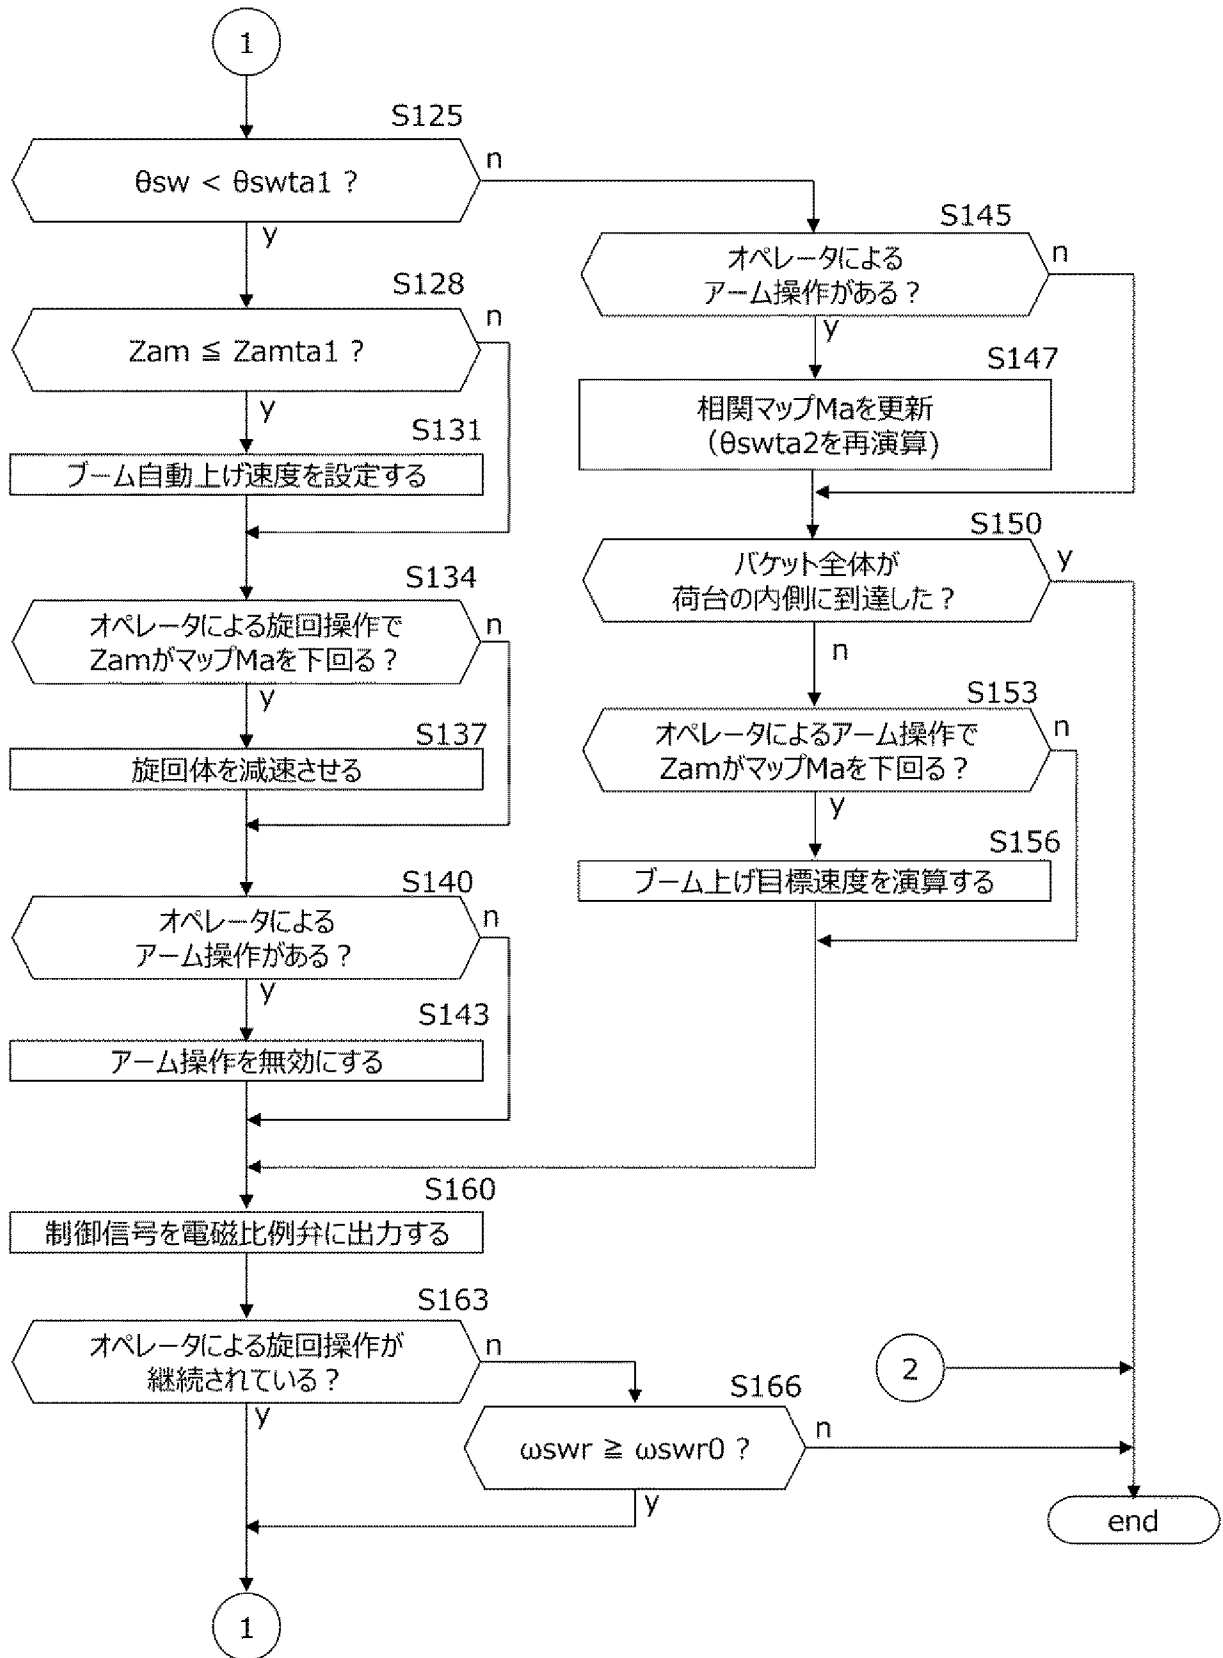 1
S125
θsw < θswta1 ?
n
y
S128
Zam ≦ Zamta1 ?
n
y
S131
ブーム自動上げ速度を設定する
S134
オペレータによる旋回操作で
ZamがマップMaを下回る？
n
y
S137
旋回体を減速させる
S140
オペレータによる
アーム操作がある？
n
y
S143
アーム操作を無効にする
S145
オペレータによる
アーム操作がある？
n
y
S147
相関マップMaを更新
（θswta2を再演算)
S150
バケット全体が
荷台の内側に到達した？
y
n
S153
オペレータによるアーム操作で
ZamがマップMaを下回る？
n
y
S156
ブーム上げ目標速度を演算する
S160
制御信号を電磁比例弁に出力する
S163
オペレータによる旋回操作が
継続されている？
n
y
S166
ωswr ≧ ωswr0 ?
n
y
2
end
1